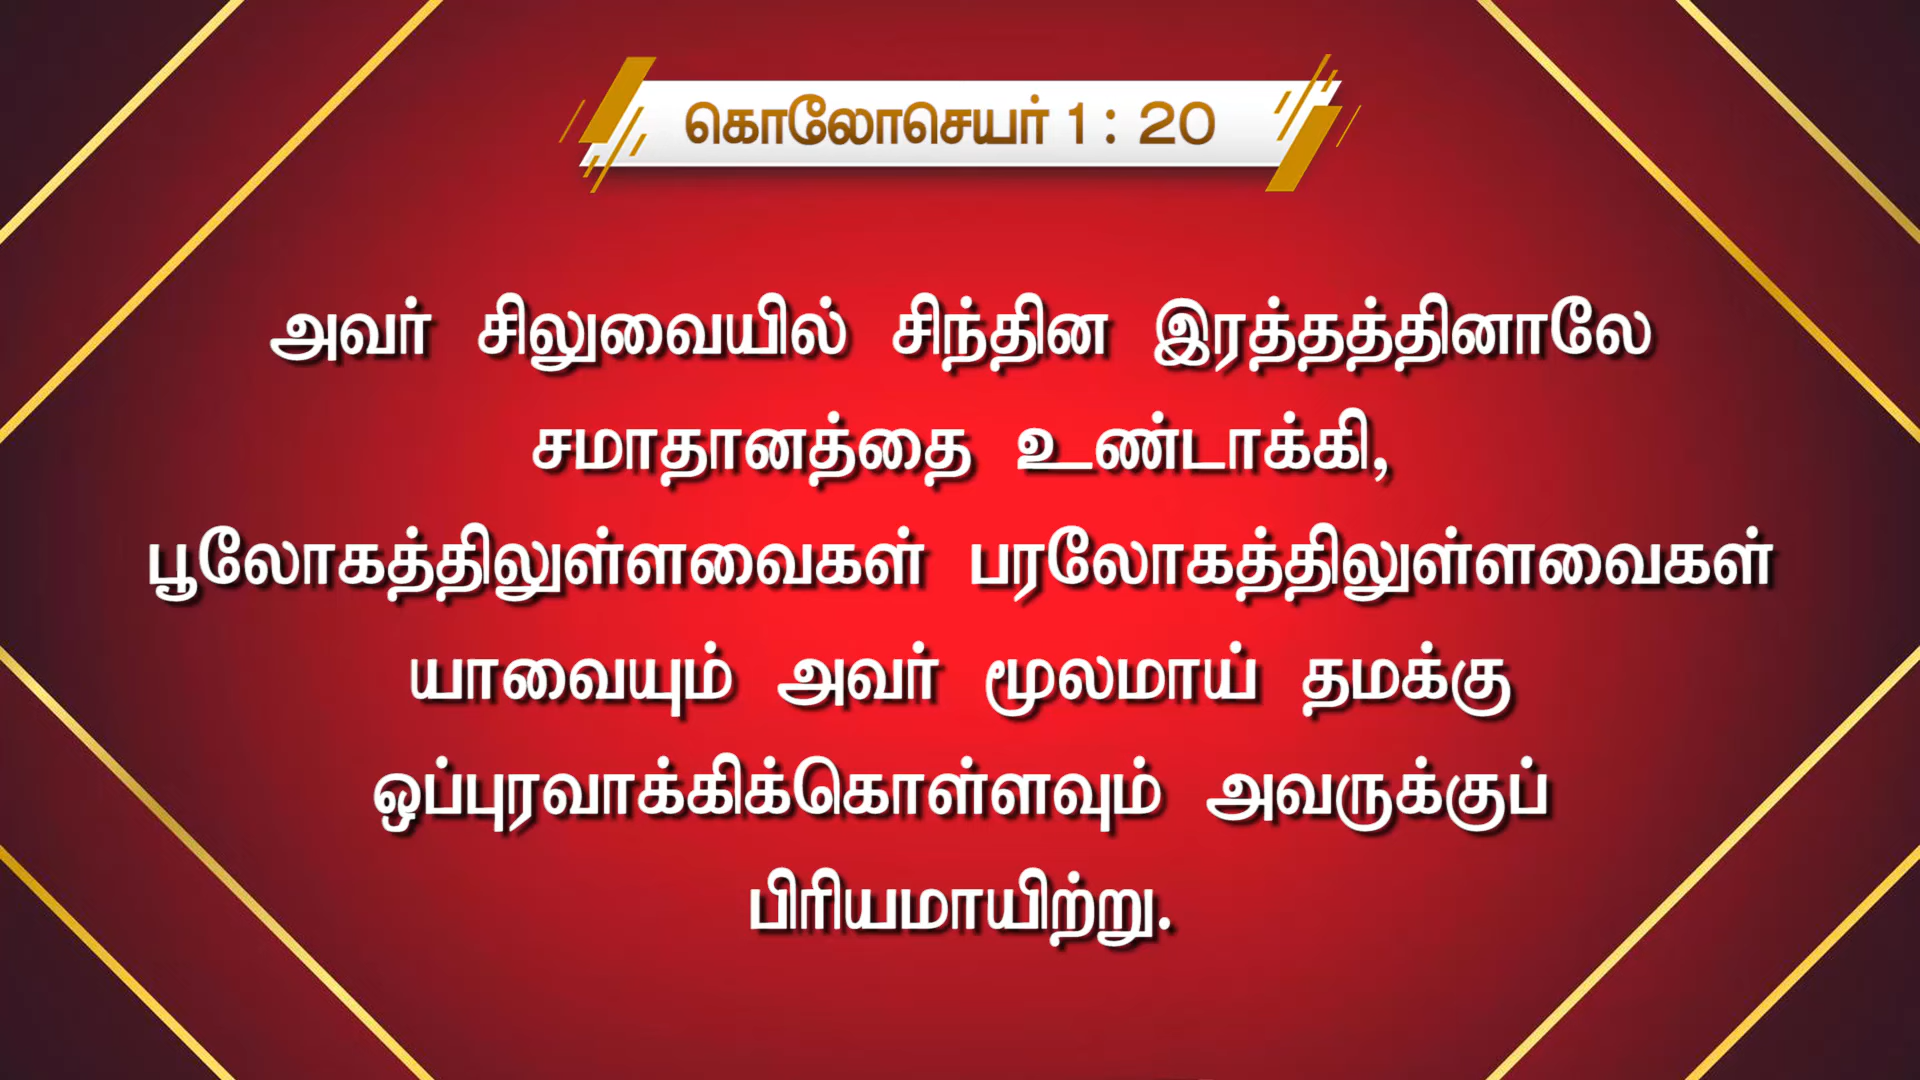 கொலோசெயர் 1 : 20
அவர் சிலுவையில் சிந்தின இரத்தத்தினாலே
சமாதானத்தை உண்டாக்கி,
பூலோகத்திலுள்ளவைகள் பரலோகத்திலுள்ளவைகள்
யாவையும் அவர் மூலமாய் தமக்கு
ஒப்புரவாக்கிக்கொள்ளவும் அவருக்குப்
பிரியமாயிற்று.